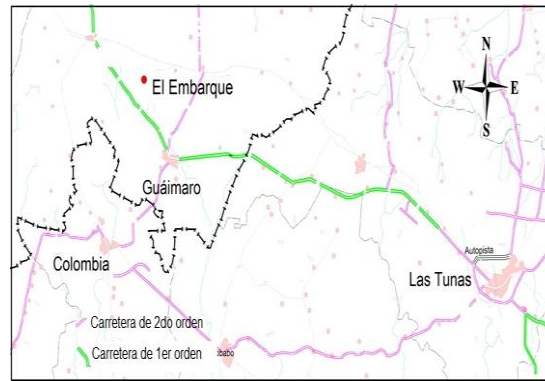 N
W E
S
El Embarque
Guáimaro
Colombia
Autopista
Las Tunas
Carretera de 2do orden
Carretera de 1er orden